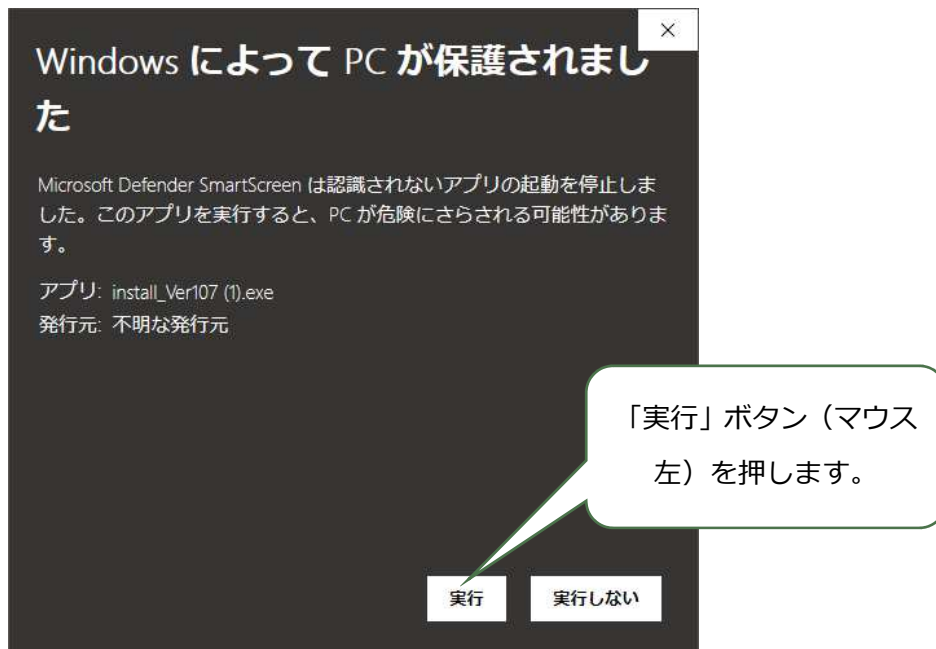 Windows によって PC が保護されまし
た
Microsoft Defender SmartScreen は認識されないアプリの起動を停止しま
した。このアプリを実行すると、PC が危険にさらされる可能性がありま
す。
アプリ: install_Ver107 (1).exe
発行元: 不明な発行元
「実行」ボタン（マウス
左）を押します。
実行
実行しない